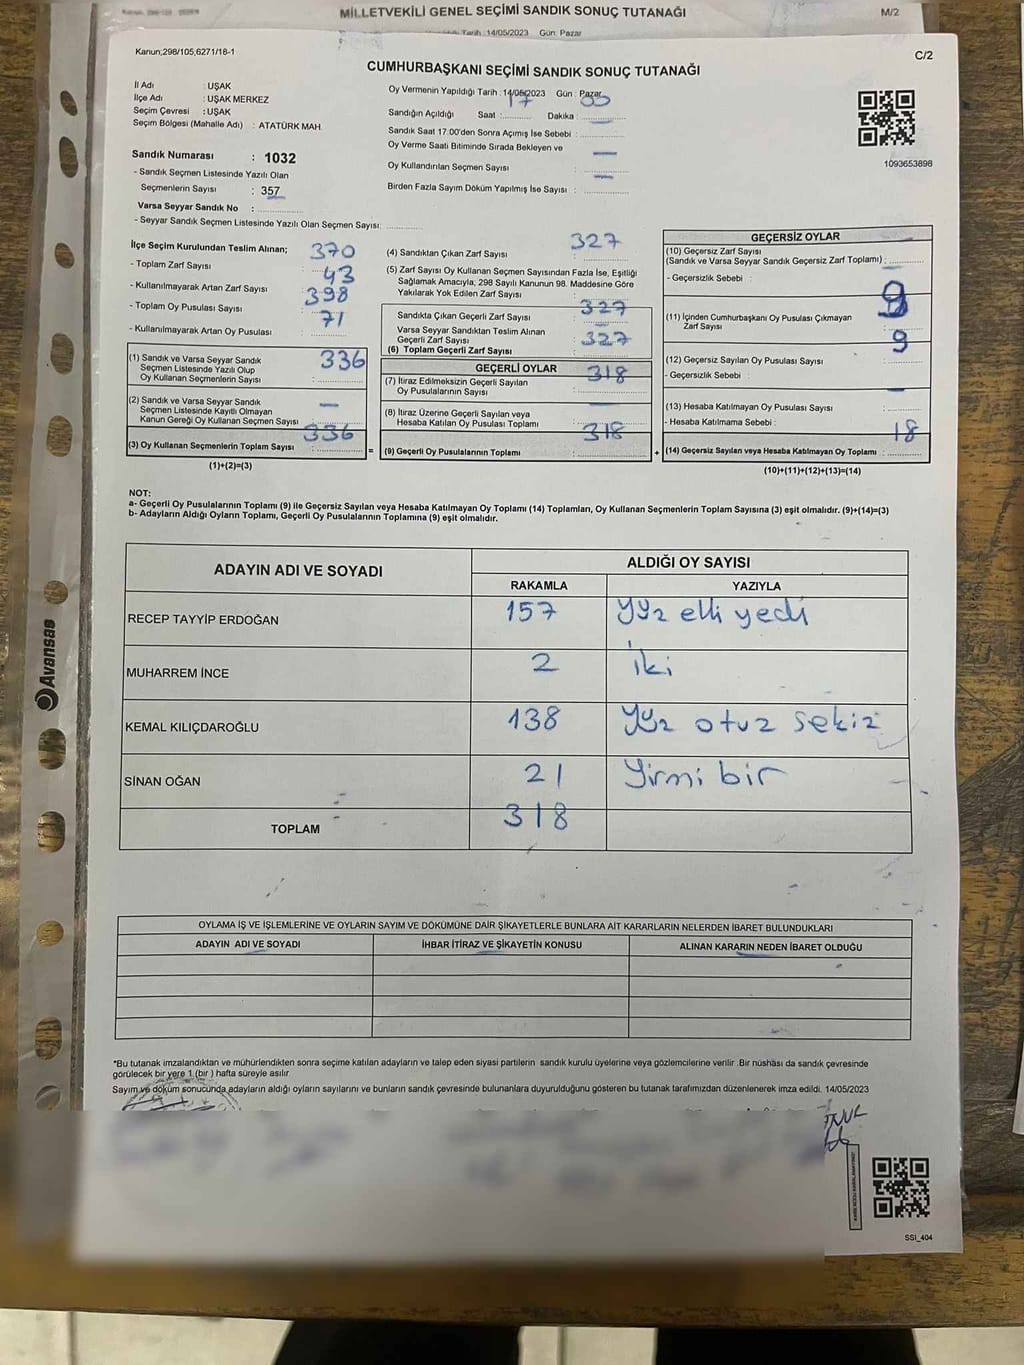 MİLLETVEKİLİ GENEL SEÇİMİ SANDIK SONUÇ TUTANAĞI
M/2
Tarih :14/05/2023 Gün: Pazar
Kanun;298/105,6271/18-1
C/2
CUMHURBAŞKANI SEÇİMİ SANDIK SONUÇ TUTANAĞI
İl Adı : UŞAK
İlçe Adı : UŞAK MERKEZ
Seçim Çevresi : UŞAK
Seçim Bölgesi (Mahalle Adı) : ATATÜRK MAH.
Sandık Numarası : 1032
- Sandık Seçmen Listesinde Yazılı Olan
Seçmenlerin Sayısı : 357
Varsa Seyyar Sandık No :
- Seyyar Sandık Seçmen Listesinde Yazılı Olan Seçmen Sayısı:
Oy Vermenin Yapıldığı Tarih : 14/05/2023 Gün : Pazar
Sandığın Açıldığı Saat : 17 Dakika : 00
Sandık Saat 17:00'den Sonra Açımış İse Sebebi :
Oy Verme Saati Bitiminde Sırada Bekleyen ve
Oy Kullandırılan Seçmen Sayısı : —
Birden Fazla Sayım Döküm Yapılmış İse Sayısı : —
1093653898
İlçe Seçim Kurulundan Teslim Alınan;
- Toplam Zarf Sayısı : 370
- Kullanılmayarak Artan Zarf Sayısı : 43
- Toplam Oy Pusulası Sayısı : 398
- Kullanılmayarak Artan Oy Pusulası : 71
(1) Sandık ve Varsa Seyyar Sandık
Seçmen Listesinde Yazılı Olup
Oy Kullanan Seçmenlerin Sayısı : 336
(2) Sandık ve Varsa Seyyar Sandık
Seçmen Listesinde Kayıtlı Olmayan
Kanun Gereği Oy Kullanan Seçmen Sayısı : —
(3) Oy Kullanan Seçmenlerin Toplam Sayısı : 336
(1)+(2)=(3)
(4) Sandıktan Çıkan Zarf Sayısı : 327
(5) Zarf Sayısı Oy Kullanan Seçmen Sayısından Fazla İse, Eşitliği
Sağlamak Amacıyla; 298 Sayılı Kanunun 98. Maddesine Göre
Yakılarak Yok Edilen Zarf Sayısı :
Sandıkta Çıkan Geçerli Zarf Sayısı : 327
Varsa Seyyar Sandıktan Teslim Alınan
Geçerli Zarf Sayısı :
(6) Toplam Geçerli Zarf Sayısı : 327
GEÇERLİ OYLAR
(7) İtiraz Edilmeksizin Geçerli Sayılan
Oy Pusulalarının Sayısı : 318
(8) İtiraz Üzerine Geçerli Sayılan veya
Hesaba Katılan Oy Pusulası Toplamı : —
(9) Geçerli Oy Pusulalarının Toplamı : 318
GEÇERSİZ OYLAR
(10) Geçersiz Zarf Sayısı
(Sandık ve Varsa Seyyar Sandık Geçersiz Zarf Toplamı) : —
- Geçersizlik Sebebi :
(11) İçinden Cumhurbaşkanı Oy Pusulası Çıkmayan
Zarf Sayısı : 9
(12) Geçersiz Sayılan Oy Pusulası Sayısı : 9
- Geçersizlik Sebebi :
(13) Hesaba Katılmayan Oy Pusulası Sayısı : —
- Hesaba Katılmama Sebebi :
(14) Geçersiz Sayılan veya Hesaba Katılmayan Oy Toplamı : 18
(10)+(11)+(12)+(13)=(14)
NOT:
a- Geçerli Oy Pusulalarının Toplamı (9) ile Geçersiz Sayılan veya Hesaba Katılmayan Oy Toplamı (14) Toplamları, Oy Kullanan Seçmenlerin Toplam Sayısına (3) eşit olmalıdır. (9)+(14)=(3)
b- Adayların Aldığı Oyların Toplamı, Geçerli Oy Pusulalarının Toplamına (9) eşit olmalıdır.
ADAYIN ADI VE SOYADI
ALDIĞI OY SAYISI
RAKAMLA YAZIYLA
RECEP TAYYİP ERDOĞAN 157 Yüz elli yedi
MUHARREM İNCE 2 iki
KEMAL KILIÇDAROĞLU 138 Yüz otuz sekiz
SİNAN OĞAN 21 Yirmi bir
TOPLAM 318
OYLAMA İŞ VE İŞLEMLERİNE VE OYLARIN SAYIM VE DÖKÜMÜNE DAİR ŞİKAYETLERLE BUNLARA AİT KARARLARIN NELERDEN İBARET BULUNDUKLARI
ADAYIN ADI VE SOYADI İHBAR İTİRAZ VE ŞİKAYETİN KONUSU ALINAN KARARIN NEDEN İBARET OLDUĞU
*Bu tutanak imzalandıktan ve mühürlendikten sonra seçime katılan adayların ve talep eden siyasi partilerin sandık kurulu üyelerine veya gözlemcilerine verilir .Bir nüshası da sandık çevresinde
görülecek bir yere 1 (bir ) hafta süreyle asılır
Sayım ve döküm sonucunda adayların aldığı oyların sayılarını ve bunların sandık çevresinde bulunanlara duyurulduğunu gösteren bu tutanak tarafımızdan düzenlenerek imza edildi. 14/05/2023
SSİ_404
Avansas